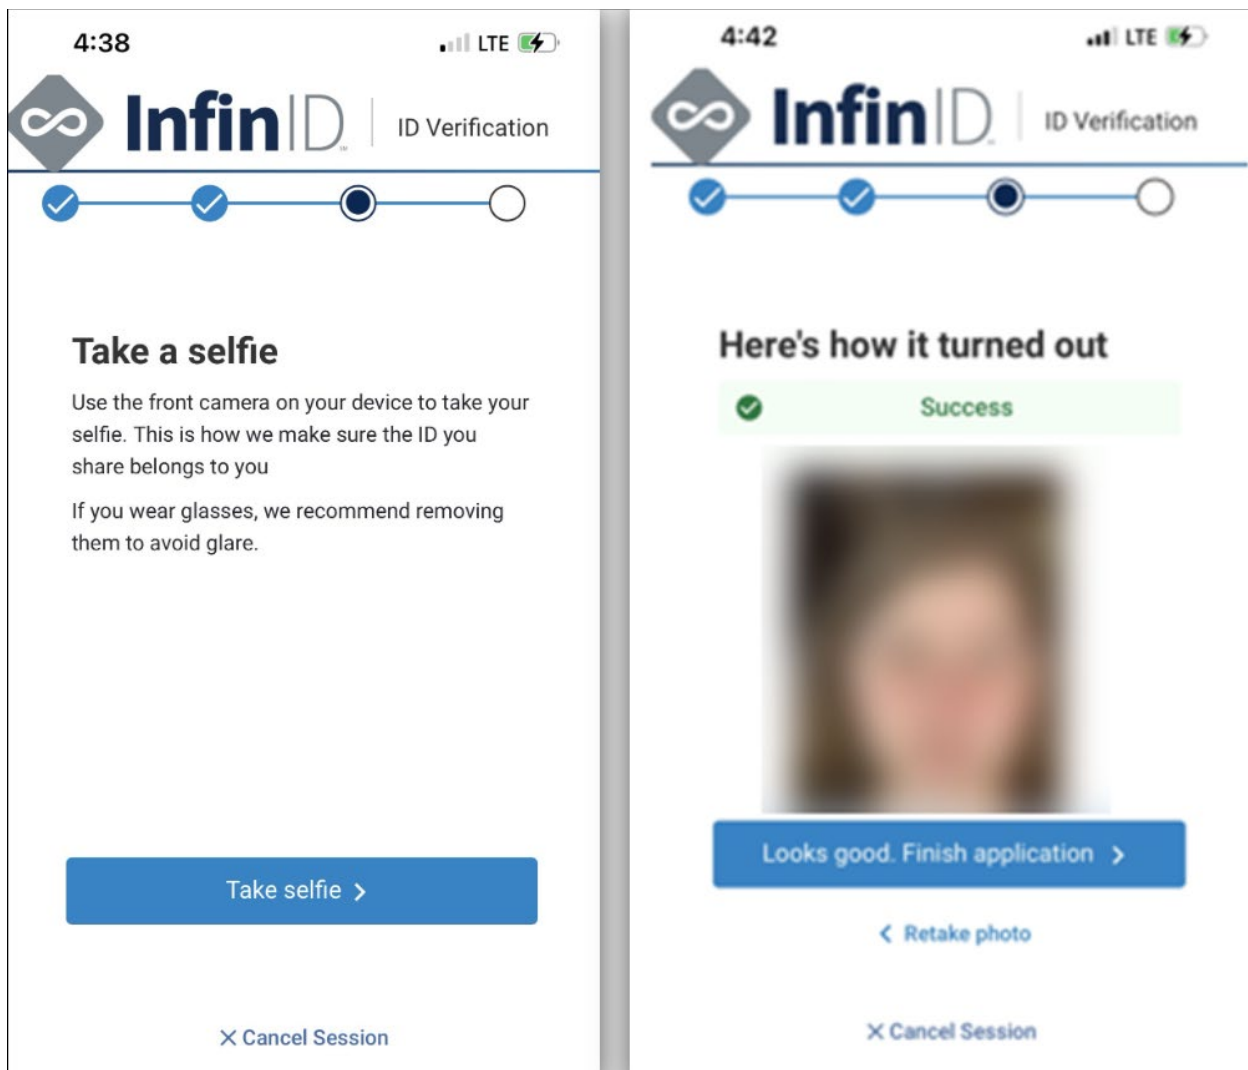 4:38
LTE
InfinID™ ID Verification
Take a selfie
Use the front camera on your device to take your
selfie. This is how we make sure the ID you
share belongs to you
If you wear glasses, we recommend removing
them to avoid glare.
Take selfie >
× Cancel Session
4:42
LTE
InfinID ID Verification
Here's how it turned out
Success
Looks good. Finish application >
< Retake photo
× Cancel Session